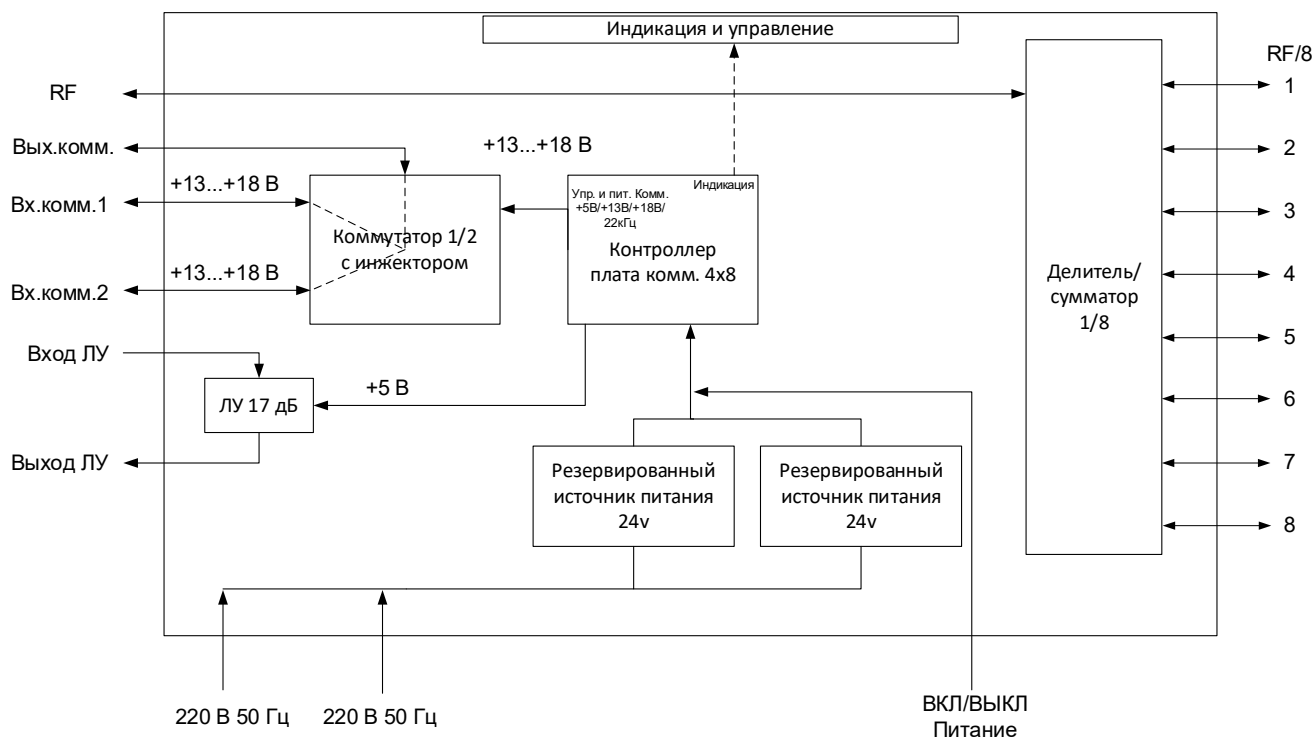 Индикация и управление
RF/8
RF
1
Вых.комм.
+13...+18 В
2
+13...+18 В
Вх.комм.1
Упр. и пит. Комм.
+5В/+13В/+18В/
22кГц
Индикация
3
Коммутатор 1/2
с инжектором
Контроллер
плата комм. 4x8
+13...+18 В
Вх.комм.2
Делитель/
сумматор
1/8
4
Вход ЛУ
5
ЛУ 17 дБ
+5 В
6
Выход ЛУ
Резервированный
источник питания
24v
Резервированный
источник питания
24v
7
8
220 В 50 Гц
220 В 50 Гц
ВКЛ/ВЫКЛ
Питание